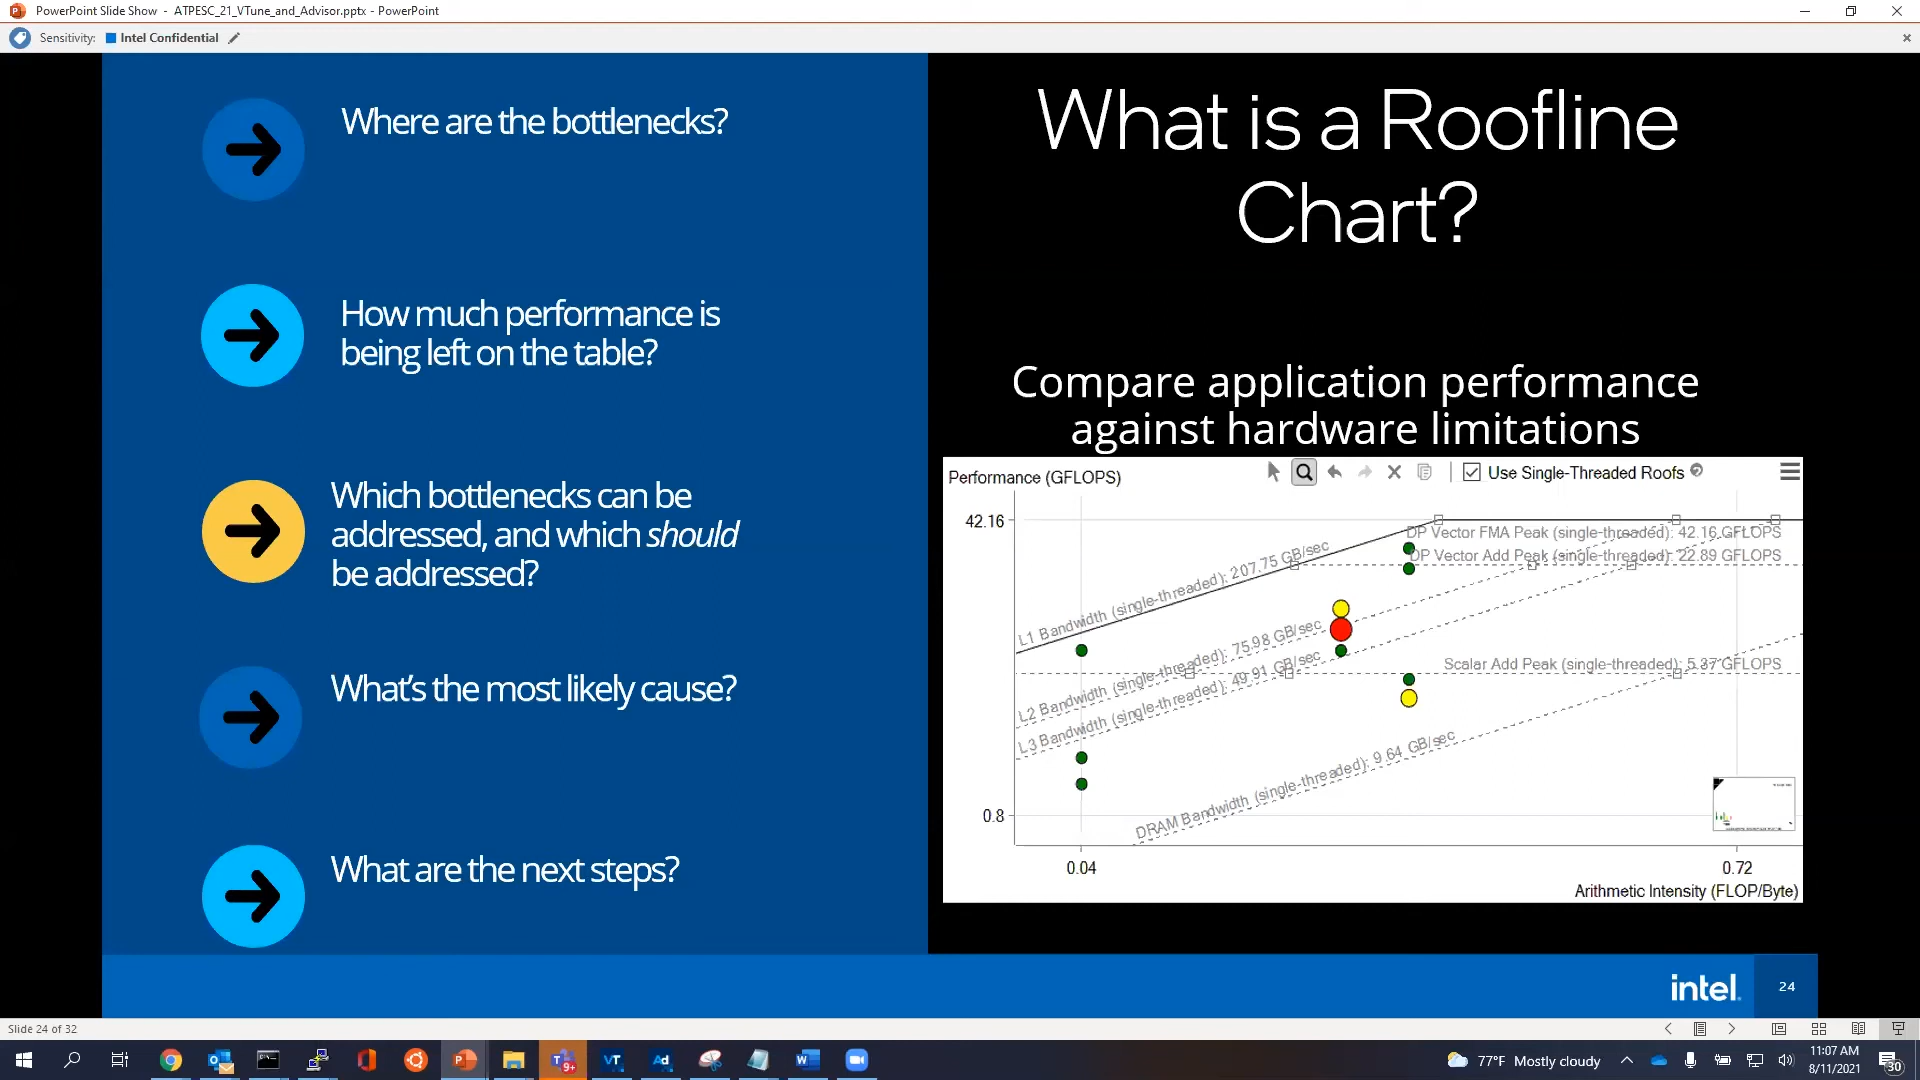 PowerPoint Slide Show - ATPESC_21_VTune_and_Advisor.pptx - PowerPoint
Sensitivity: Intel Confidential
Where are the bottlenecks?
How much performance is
being left on the table?
Which bottlenecks can be
addressed, and which should
be addressed?
What's the most likely cause?
What are the next steps?
What is a Roofline
Chart?
Compare application performance
against hardware limitations
Performance (GFLOPS)
Use Single-Threaded Roofs
42.16
DP Vector FMA Peak (single-threaded): 42.16 GFLOPS
DP Vector Add Peak (single-threaded): 22.89 GFLOPS
L1 Bandwidth (single-threaded): 207.75 GB/sec
L2 Bandwidth (single-threaded): 75.98 GB/sec
L3 Bandwidth (single-threaded): 49.91 GB/sec
Scalar Add Peak (single-threaded): 5.37 GFLOPS
DRAM Bandwidth (single-threaded): 9.64 GB/sec
0.8
0.04
0.72
Arithmetic Intensity (FLOP/Byte)
intel.
24
Slide 24 of 32
9+
VT
Ad
77°F Mostly cloudy
11:07 AM
8/11/2021
30